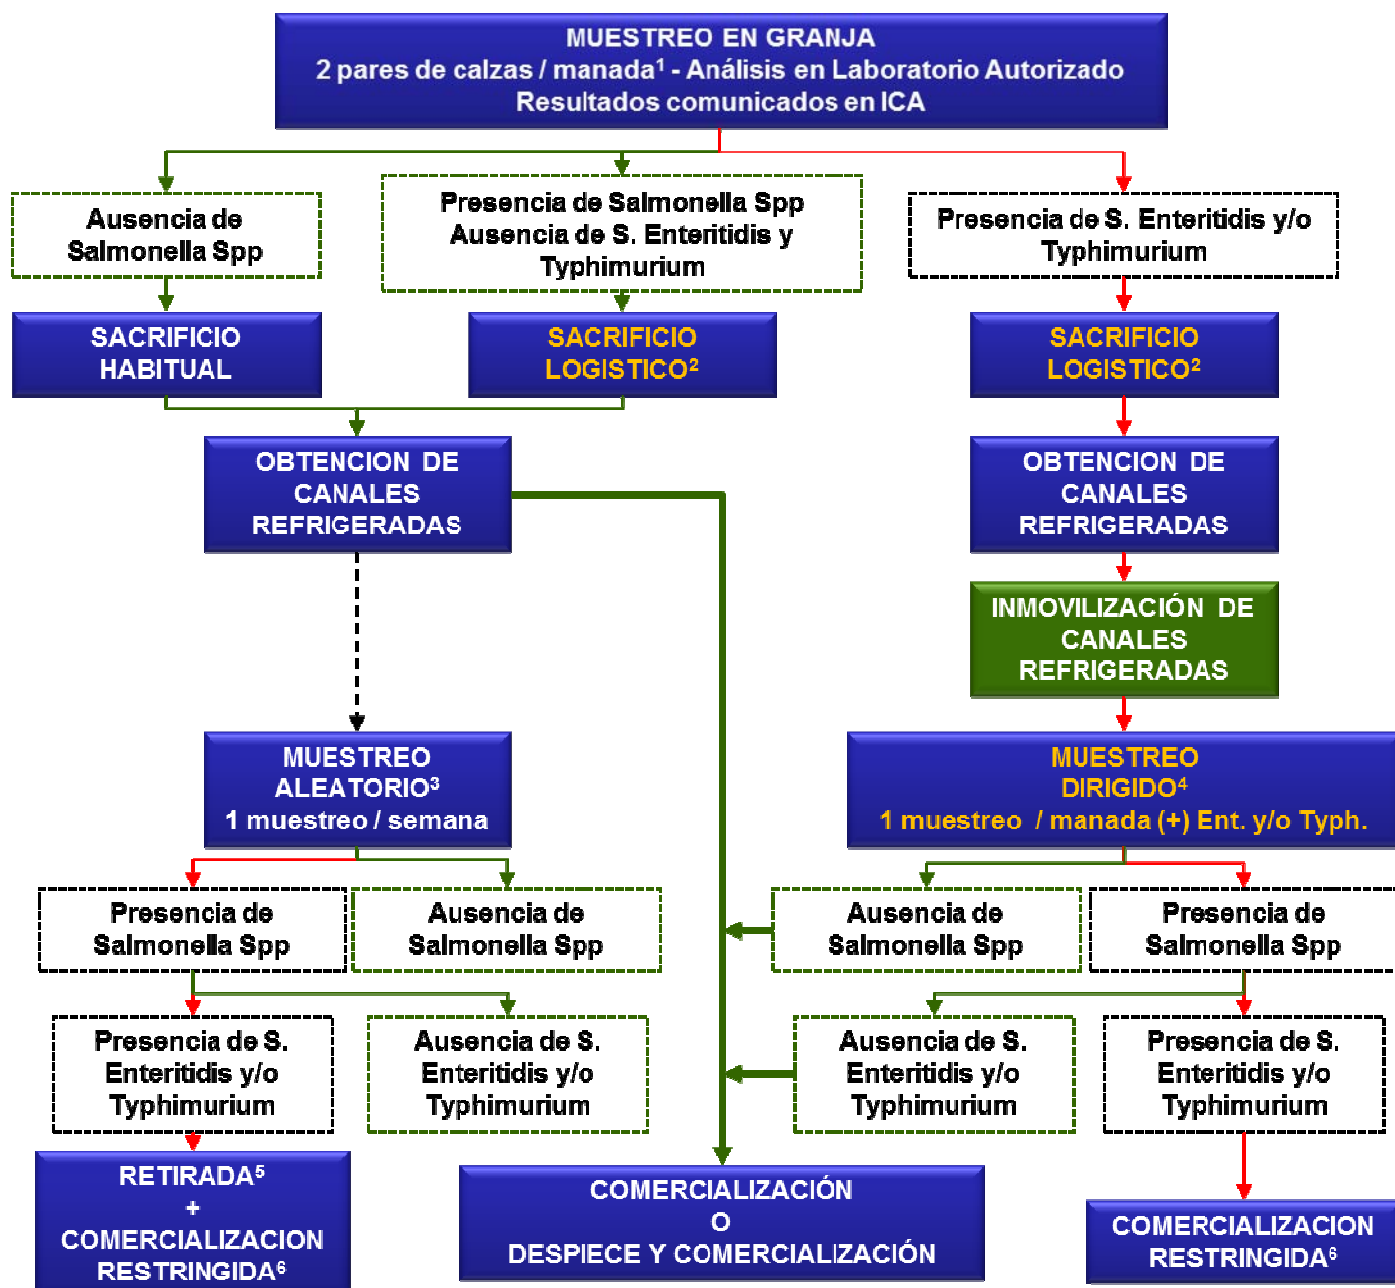 MUESTREO EN GRANJA
2 pares de calzas / manada¹ - Análisis en Laboratorio Autorizado
Resultados comunicados en ICA
Ausencia de
Salmonella Spp
Presencia de Salmonella Spp
Ausencia de S. Enteritidis y
Typhimurium
Presencia de S. Enteritidis y/o
Typhimurium
SACRIFICIO
HABITUAL
SACRIFICIO
LOGISTICO²
SACRIFICIO
LOGISTICO²
OBTENCION DE
CANALES
REFRIGERADAS
OBTENCION DE
CANALES
REFRIGERADAS
INMOVILIZACIÓN DE
CANALES
REFRIGERADAS
MUESTREO
ALEATORIO³
1 muestreo / semana
MUESTREO
DIRIGIDO⁴
1 muestreo / manada (+) Ent. y/o Typh.
Presencia de
Salmonella Spp
Ausencia de
Salmonella Spp
Ausencia de
Salmonella Spp
Presencia de
Salmonella Spp
Presencia de S.
Enteritidis y/o
Typhimurium
Ausencia de S.
Enteritidis y/o
Typhimurium
Ausencia de S.
Enteritidis y/o
Typhimurium
Presencia de S.
Enteritidis y/o
Typhimurium
RETIRADA⁵
+
COMERCIALIZACION
RESTRINGIDA⁶
COMERCIALIZACIÓN
O
DESPIECE Y COMERCIALIZACIÓN
COMERCIALIZACION
RESTRINGIDA⁶